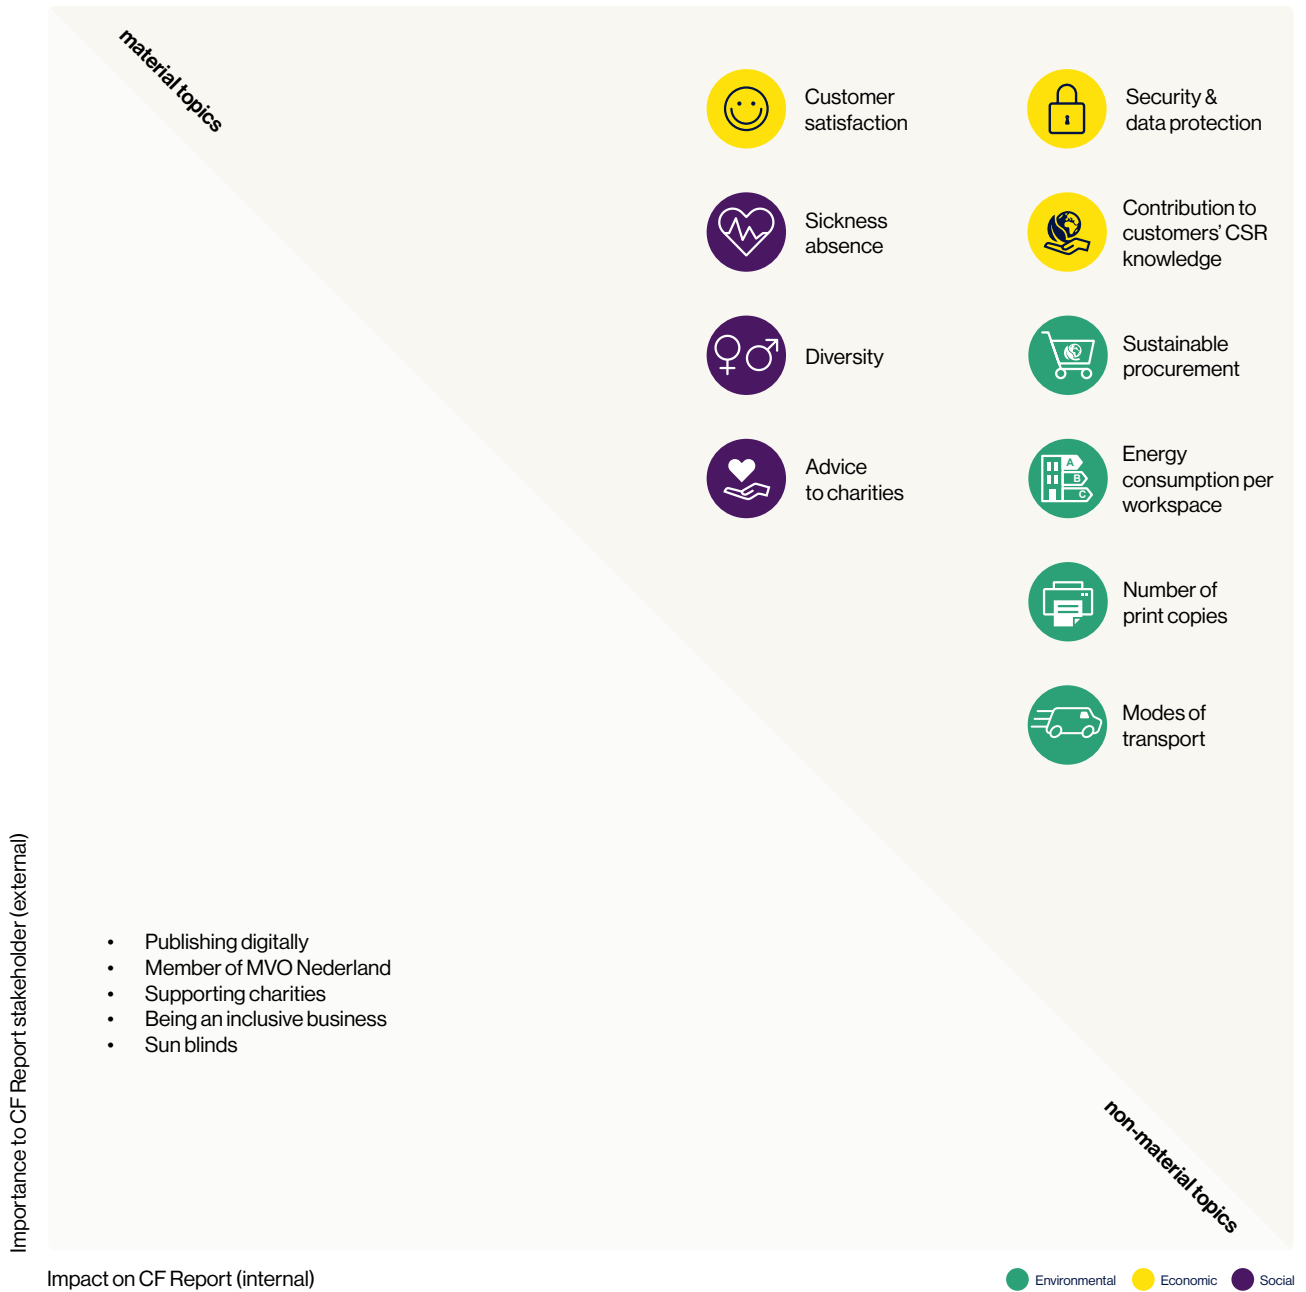 material topics
Customer
satisfaction
Security &
data protection
Sickness
absence
Contribution to
customers' CSR
knowledge
Diversity
Sustainable
procurement
Advice
to charities
Energy
consumption per
workspace
A
B
C
Number of
print copies
Modes of
transport
Importance to CF Report stakeholder (external)
• Publishing digitally
• Member of MVO Nederland
• Supporting charities
• Being an inclusive business
• Sun blinds
non-material topics
Impact on CF Report (internal)
Environmental
Economic
Social